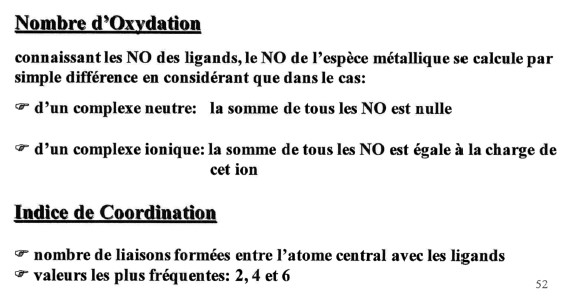 Nombre d’Oxydation
connaissant les NO des ligands, le NO de l’espèce métallique se calcule par
simple différence en considérant que dans le cas:
☞ d’un complexe neutre: la somme de tous les NO est nulle
☞ d’un complexe ionique: la somme de tous les NO est égale à la charge de
cet ion
Indice de Coordination
☞ nombre de liaisons formées entre l’atome central avec les ligands
☞ valeurs les plus fréquentes: 2, 4 et 6
52